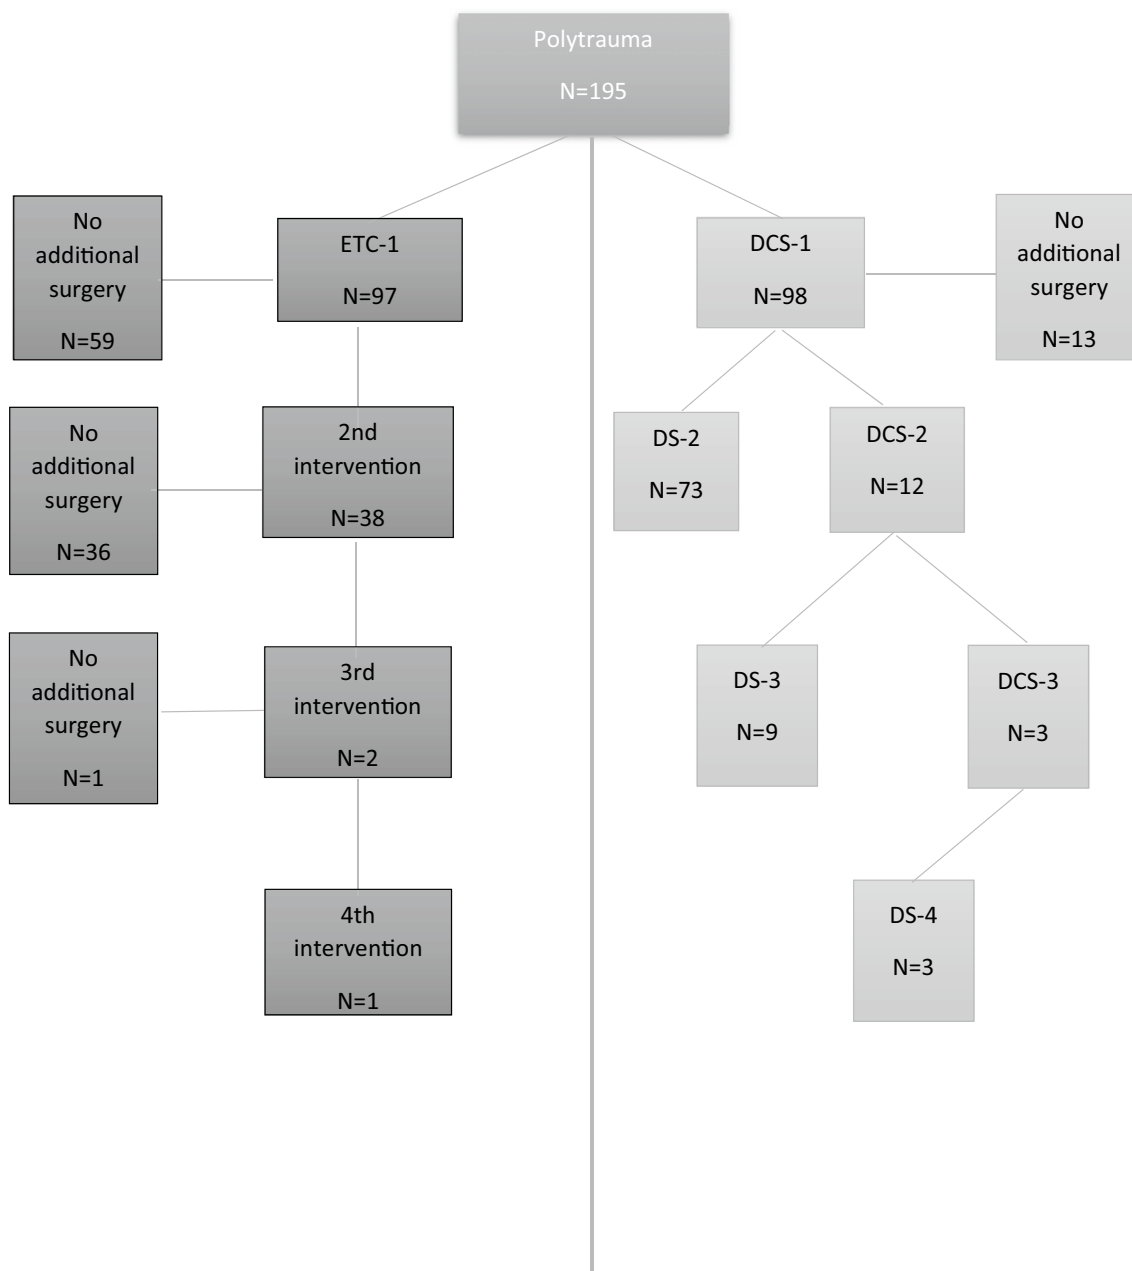 Polytrauma
N=195
No
additional
surgery
N=59
ETC-1
N=97
DCS-1
N=98
No
additional
surgery
N=13
No
additional
surgery
N=36
2nd
intervention
N=38
DS-2
N=73
DCS-2
N=12
No
additional
surgery
N=1
3rd
intervention
N=2
DS-3
N=9
DCS-3
N=3
4th
intervention
N=1
DS-4
N=3